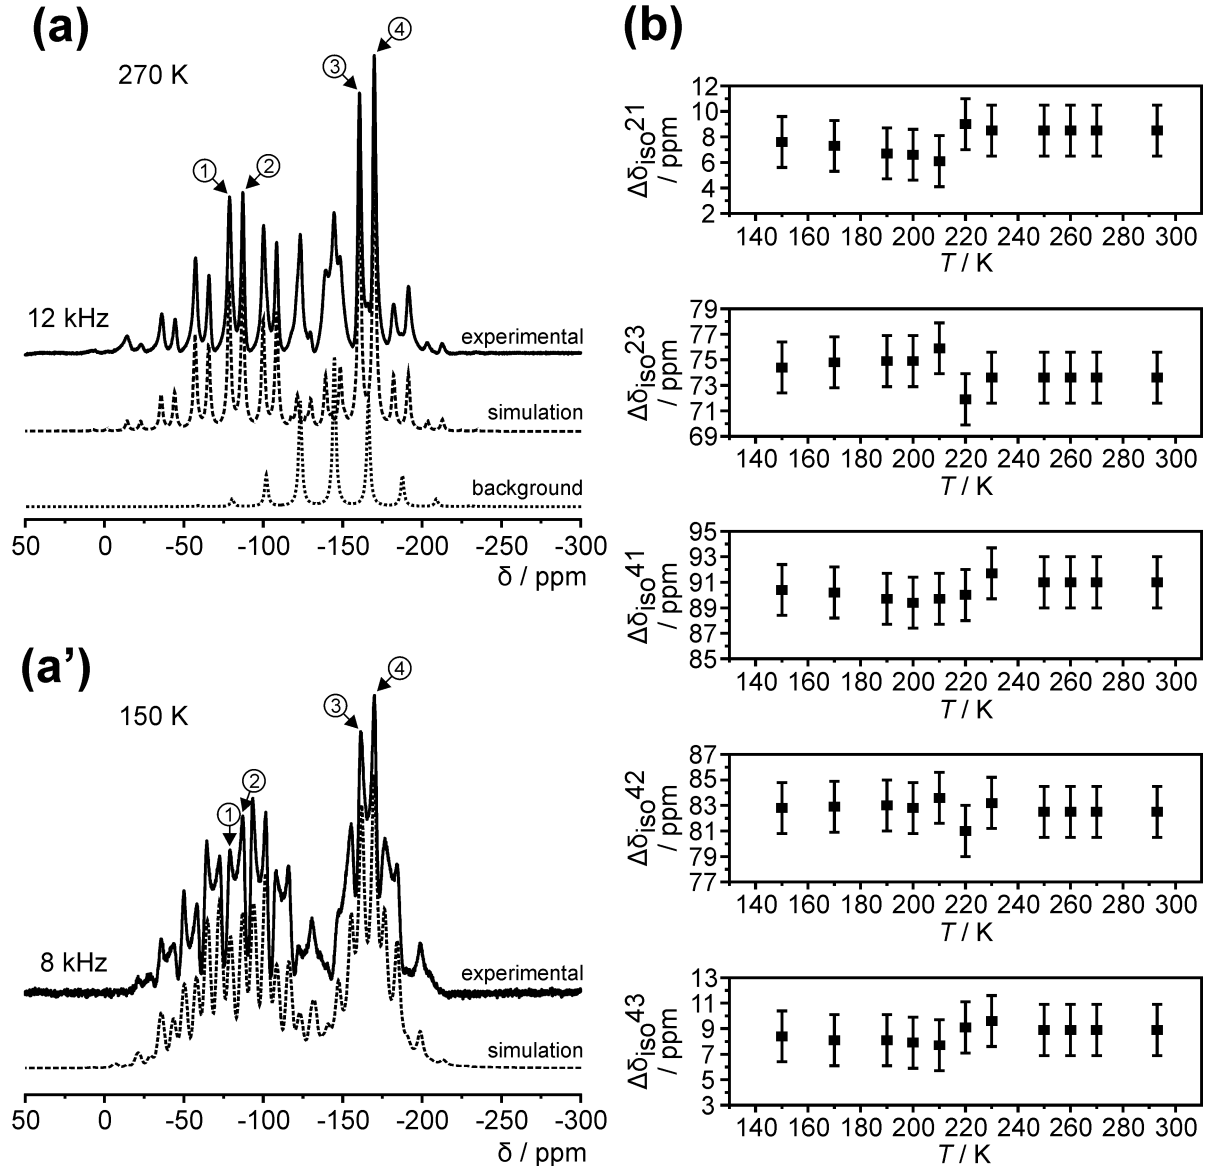 (a)
270 K
① ② ③ ④
12 kHz
experimental
simulation
background
50 0 -50 -100 -150 -200 -250 -300
δ / ppm
(a')
150 K
① ② ③ ④
8 kHz
experimental
simulation
50 0 -50 -100 -150 -200 -250 -300
δ / ppm
(b)
Δδiso21
/ ppm
12
10
8
6
4
2
140 160 180 200 220 240 260 280 300
T / K
Δδiso23
/ ppm
79
77
75
73
71
69
140 160 180 200 220 240 260 280 300
T / K
Δδiso41
/ ppm
95
93
91
89
87
85
140 160 180 200 220 240 260 280 300
T / K
Δδiso42
/ ppm
87
85
83
81
79
77
140 160 180 200 220 240 260 280 300
T / K
Δδiso43
/ ppm
13
11
9
7
5
3
140 160 180 200 220 240 260 280 300
T / K